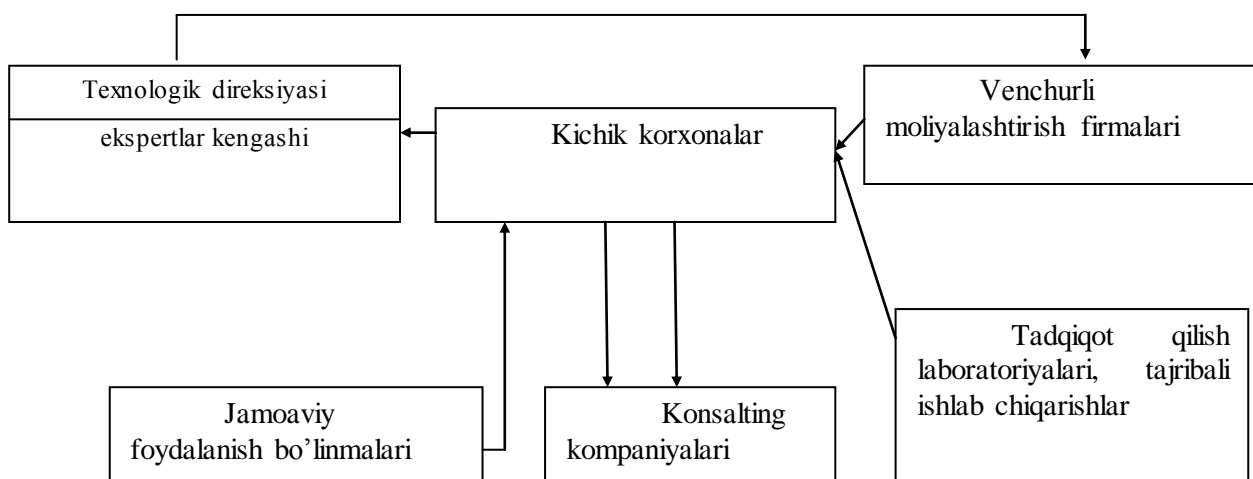 Texnologik direksiyasi
ekspertlar kengashi
Kichik korxonalar
Venchurli
moliyalashtirish firmalari
Jamoaviy
foydalanish bo’linmalari
Konsalting
kompaniyalari
Tadqiqot qilish
laboratoriyalari, tajribali
ishlab chiqarishlar